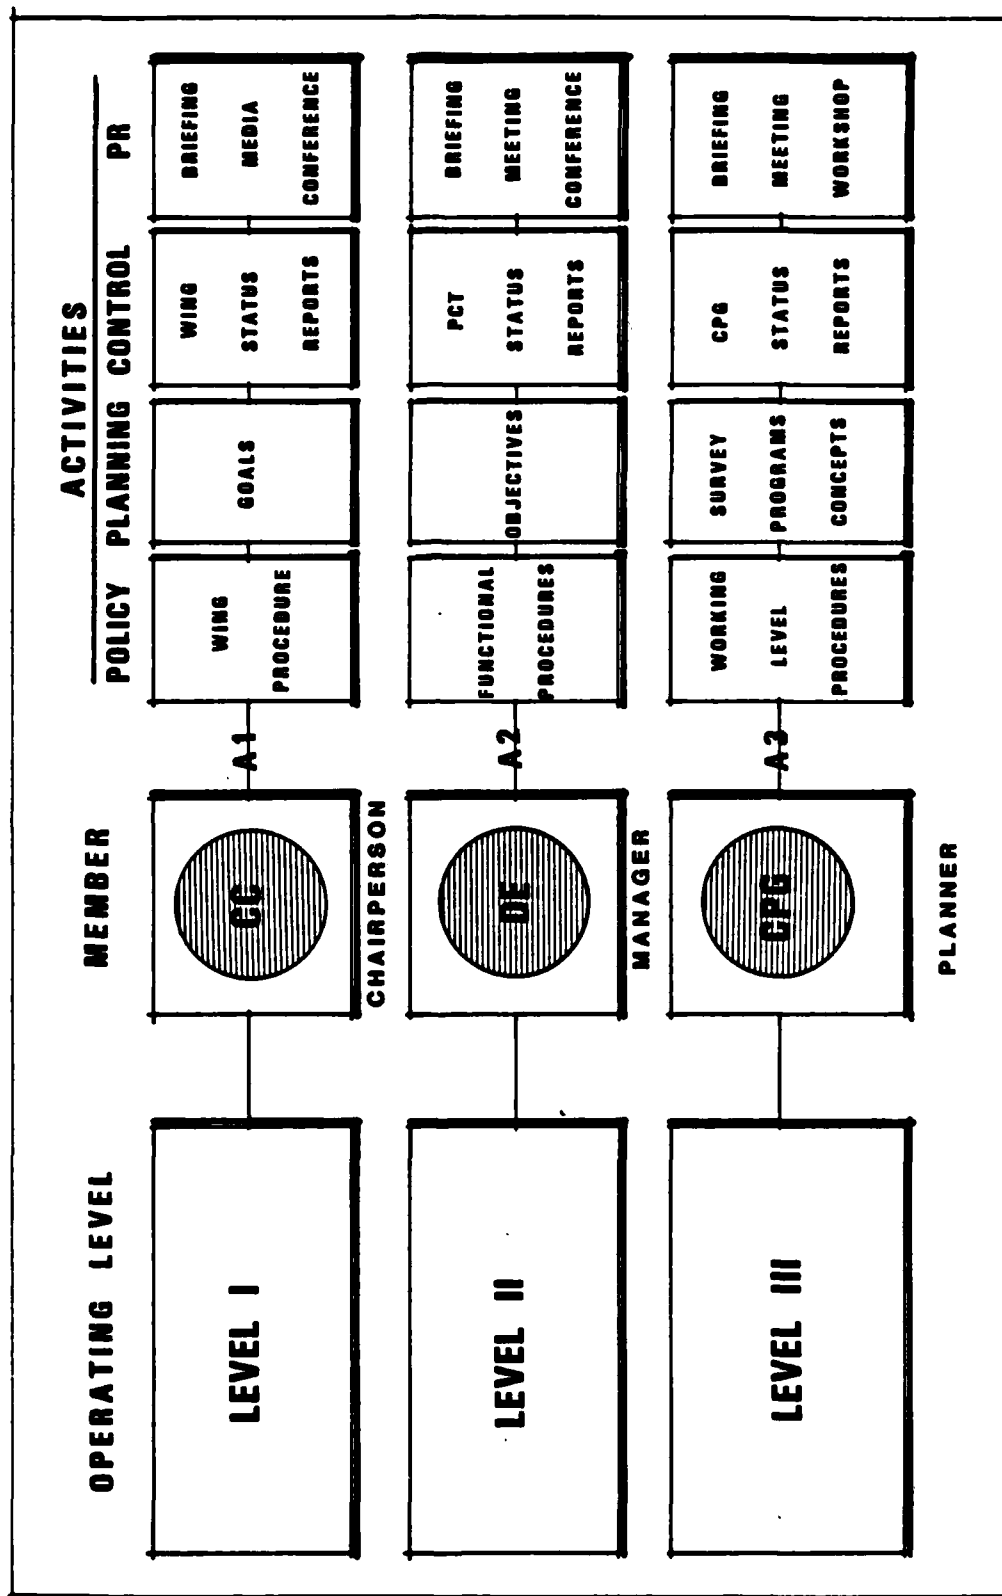 ACTIVITIES
OPERATING LEVEL MEMBER POLICY PLANNING CONTROL PR
LEVEL I
CC
CHAIRPERSON
A1
WING
PROCEDURE
GOALS
WING
STATUS
REPORTS
BRIEFING
MEDIA
CONFERENCE
LEVEL II
DE
MANAGER
A2
FUNCTIONAL
PROCEDURES
OBJECTIVES
PCT
STATUS
REPORTS
BRIEFING
MEETING
CONFERENCE
LEVEL III
CPG
PLANNER
A3
WORKING
LEVEL
PROCEDURES
SURVEY
PROGRAMS
CONCEPTS
CPG
STATUS
REPORTS
BRIEFING
MEETING
WORKSHOP